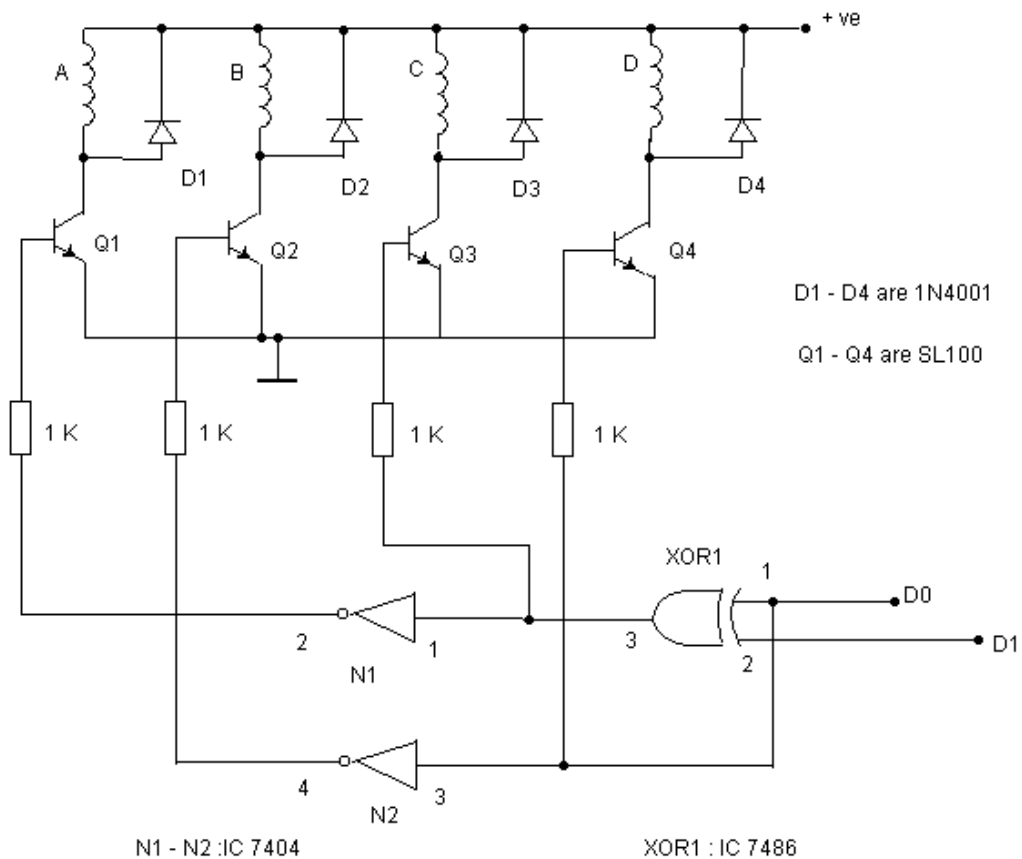 + ve
A
B
C
D
D1
D2
D3
D4
Q1
Q2
Q3
Q4
D1 - D4 are 1N4001
Q1 - Q4 are SL100
1 K
1 K
1 K
1 K
XOR1
1
D0
2
1
3
2
D1
N1
4
3
N2
N1 - N2 :IC 7404
XOR1 : IC 7486